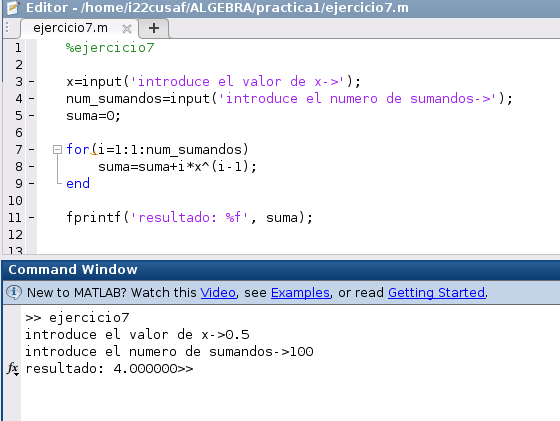 Editor - /home/i22cusaf/ALGEBRA/practica1/ejercicio7.m
ejercicio7.m × +
1 %ejercicio7
2
3 - x=input('introduce el valor de x->');
4 - num_sumandos=input('introduce el numero de sumandos->');
5 - suma=0;
6
7 - for(i=1:1:num_sumandos)
8 - suma=suma+i*x^(i-1);
9 - end
10
11 - fprintf('resultado: %f', suma);
12
13
Command Window
New to MATLAB? Watch this Video, see Examples, or read Getting Started.
>> ejercicio7
introduce el valor de x->0.5
introduce el numero de sumandos->100
fx resultado: 4.000000>>